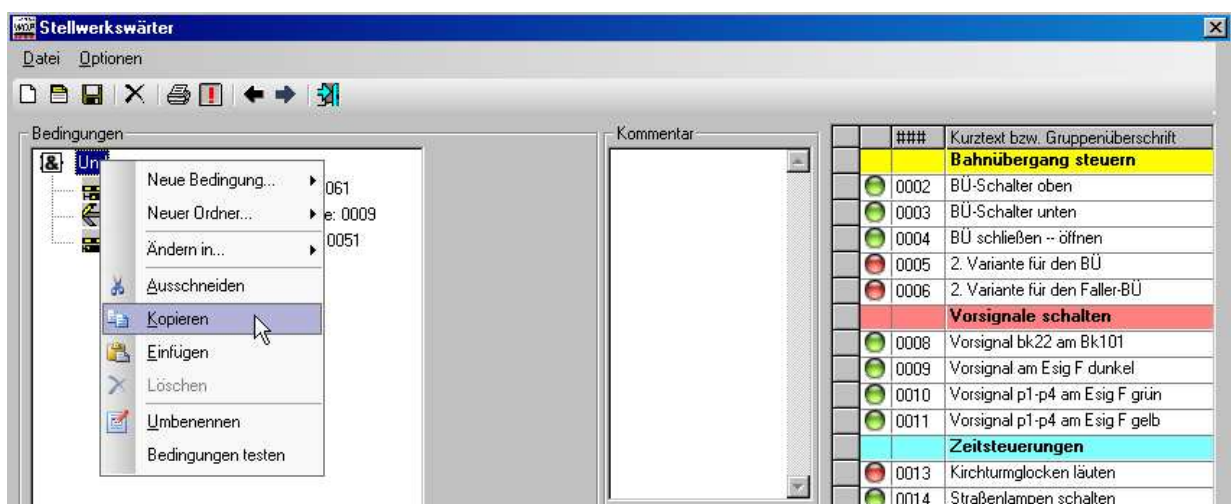 Stellwerkswärter
Datei Optionen
Bedingungen
&
Neue Bedingung...
Neuer Ordner...
Ändern in...
Ausschneiden
Kopieren
Einfügen
Löschen
Umbenennen
Bedingungen testen
061
e: 0009
0051
Kommentar
### Kurztext bzw. Gruppenüberschrift
Bahnübergang steuern
0002 BÜ-Schalter oben
0003 BÜ-Schalter unten
0004 BÜ schließen -- öffnen
0005 2. Variante für den BÜ
0006 2. Variante für den Faller-BÜ
Vorsignale schalten
0008 Vorsignal bk22 am Bk101
0009 Vorsignal am Esig F dunkel
0010 Vorsignal p1-p4 am Esig F grün
0011 Vorsignal p1-p4 am Esig F gelb
Zeitsteuerungen
0013 Kirchturmglocken läuten
0014 Straßenlampen schalten